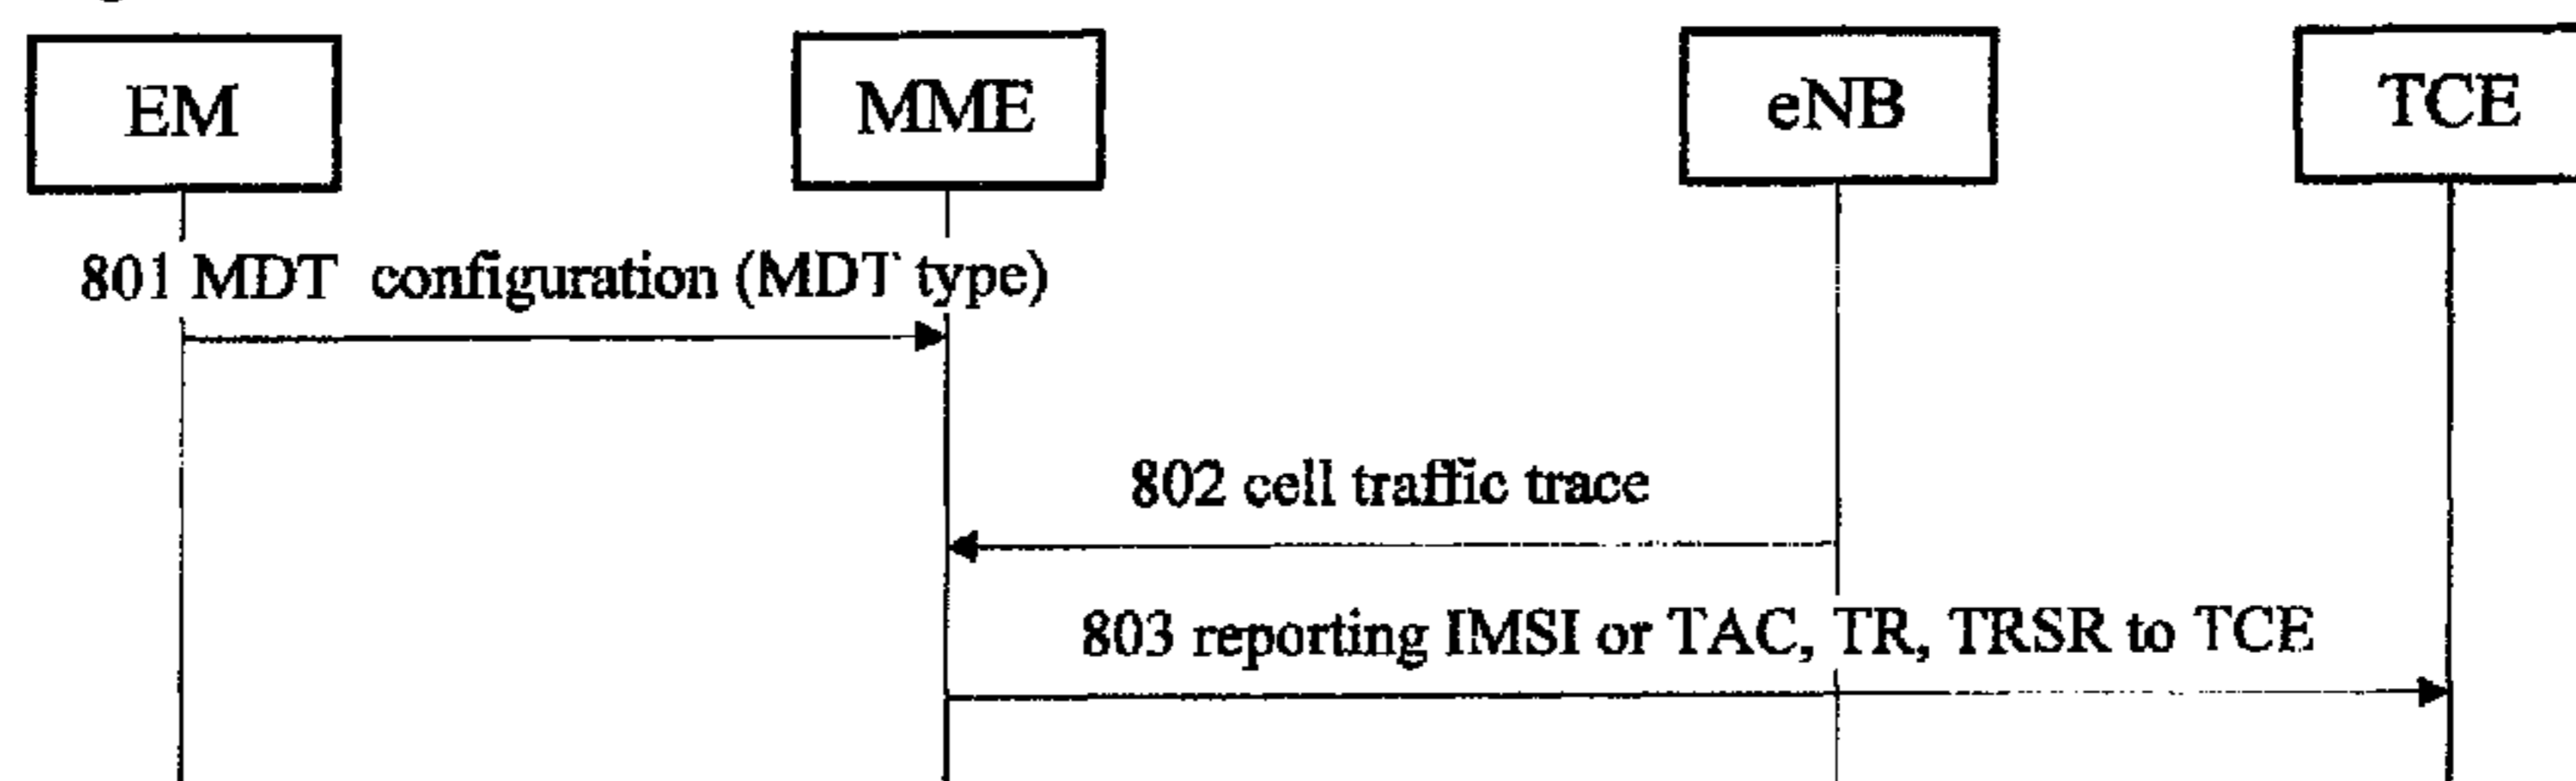 EM MME eNB TCE
801 MDT configuration (MDT type)
802 cell traffic trace
803 reporting IMSI or TAC, TR, TRSR to TCE